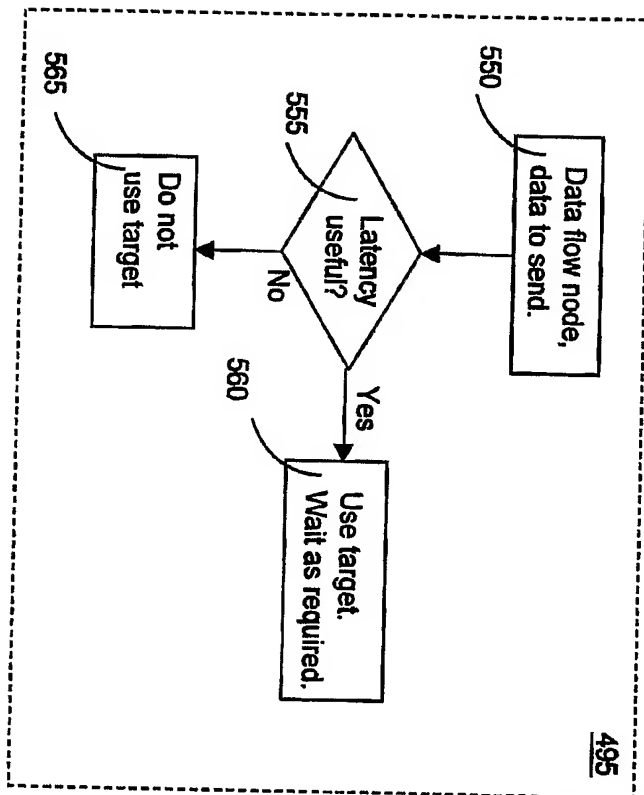 550
Data flow node,
data to send.
555
Latency
useful?
No
Yes
565
Do not
use target
560
Use target.
Wait as required.
495